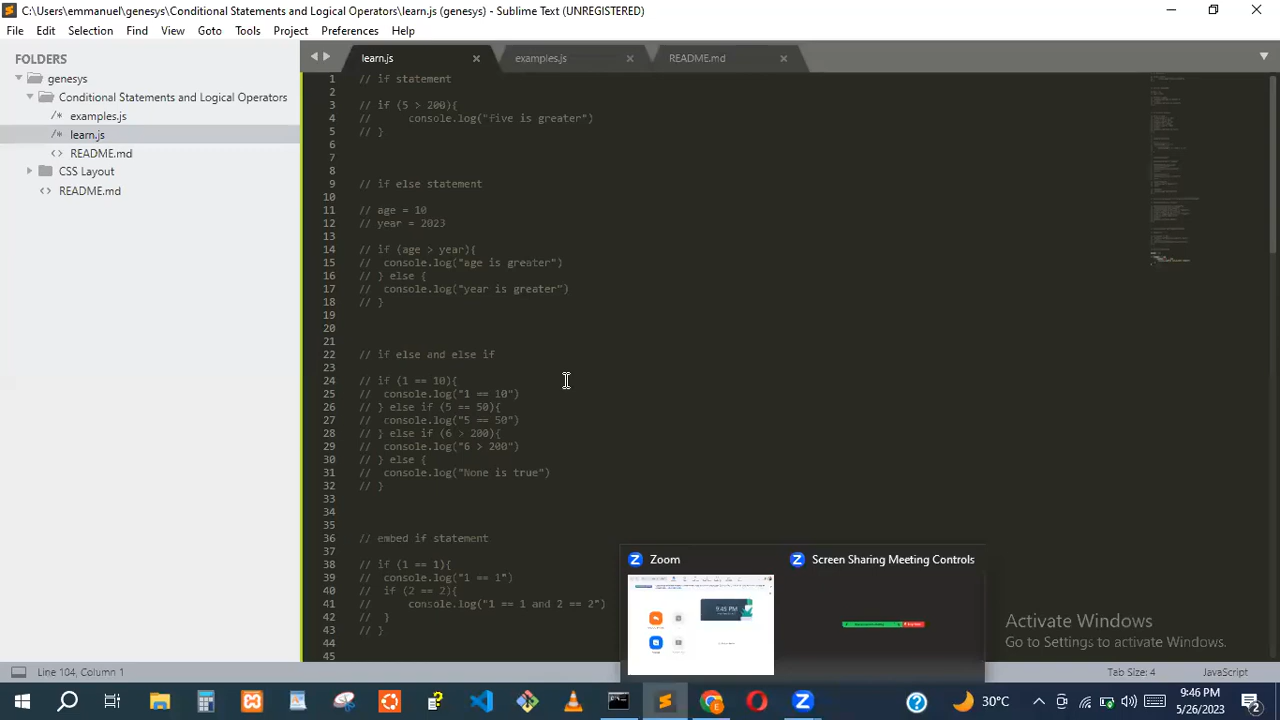 C:\Users\emmanuel\genesys\Conditional Statements and Logical Operators\learn.js (genesys) - Sublime Text (UNREGISTERED)
File Edit Selection Find View Goto Tools Project Preferences Help
FOLDERS
genesys
Conditional Statements and Logical Operators
/* examples.js
/* learn.js
<> README.md
CSS Layout
<> README.md
learn.js × examples.js × README.md ×
1 // if statement
2
3 // if (5 > 200){
4 // console.log("five is greater")
5 // }
6
7
8
9 // if else statement
10
11 // age = 10
12 // year = 2023
13
14 // if (age > year){
15 // console.log("age is greater")
16 // } else {
17 // console.log("year is greater")
18 // }
19
20
21
22 // if else and else if
23
24 // if (1 == 10){
25 // console.log("1 == 10")
26 // } else if (5 == 50){
27 // console.log("5 == 50")
28 // } else if (6 > 200){
29 // console.log("6 > 200")
30 // } else {
31 // console.log("None is true")
32 // }
33
34
35
36 // embed if statement
37
38 // if (1 == 1){
39 // console.log("1 == 1")
40 // if (2 == 2){
41 // console.log("1 == 1 and 2 == 2")
42 // }
43 // }
44
45
Zoom
Screen Sharing Meeting Controls
9:46 PM
Activate Windows
Go to Settings to activate Windows.
Line 104, Column 1
Tab Size: 4
JavaScript
30°C
9:46 PM
5/26/2023
2